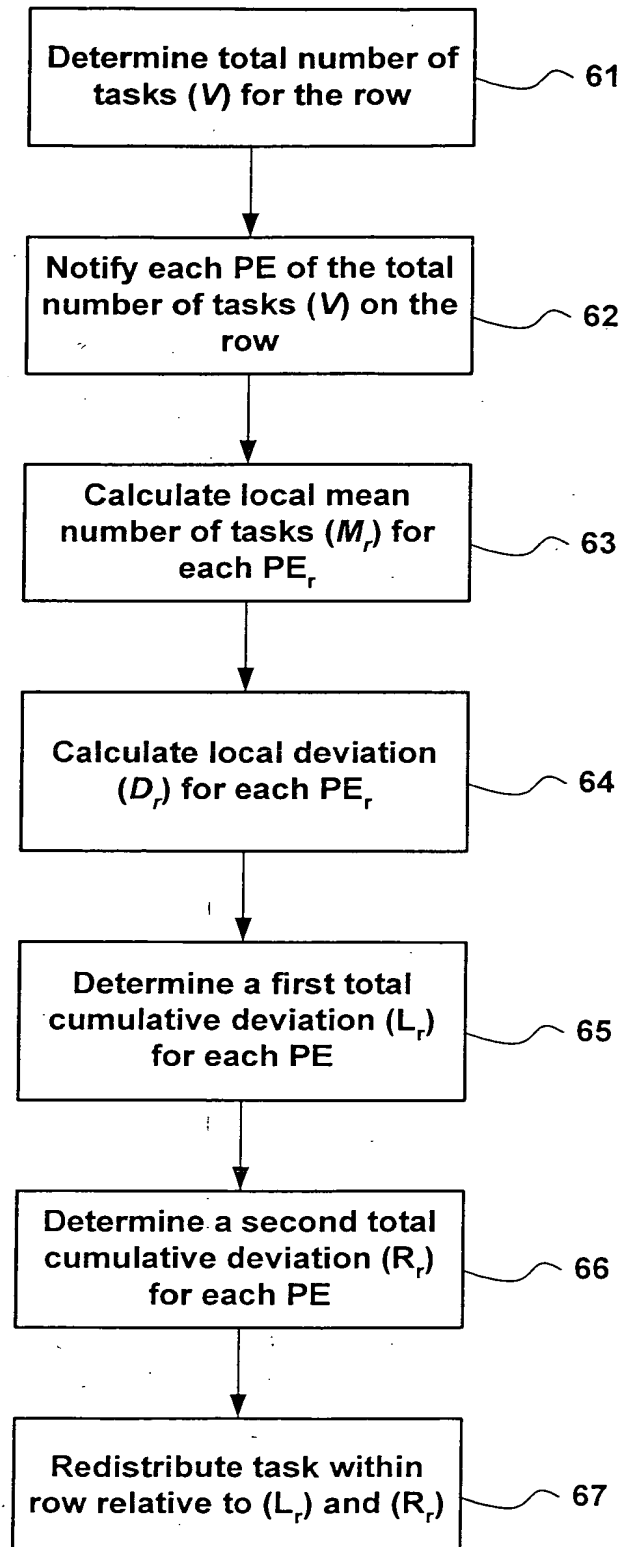 Determine total number of
tasks (V) for the row
61
Notify each PE of the total
number of tasks (V) on the
row
62
Calculate local mean
number of tasks (Mr) for
each PEr
63
Calculate local deviation
(Dr) for each PEr
64
Determine a first total
cumulative deviation (Lr)
for each PE
65
Determine a second total
cumulative deviation (Rr)
for each PE
66
Redistribute task within
row relative to (Lr) and (Rr)
67